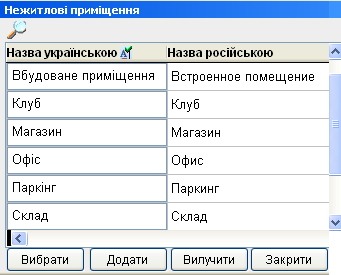 Нежитлові приміщення
Назва українською Назва російською
Вбудоване приміщення Встроенное помещение
Клуб Клуб
Магазин Магазин
Офіс Офис
Паркінг Паркинг
Склад Склад
Вибрати Додати Вилучити Закрити